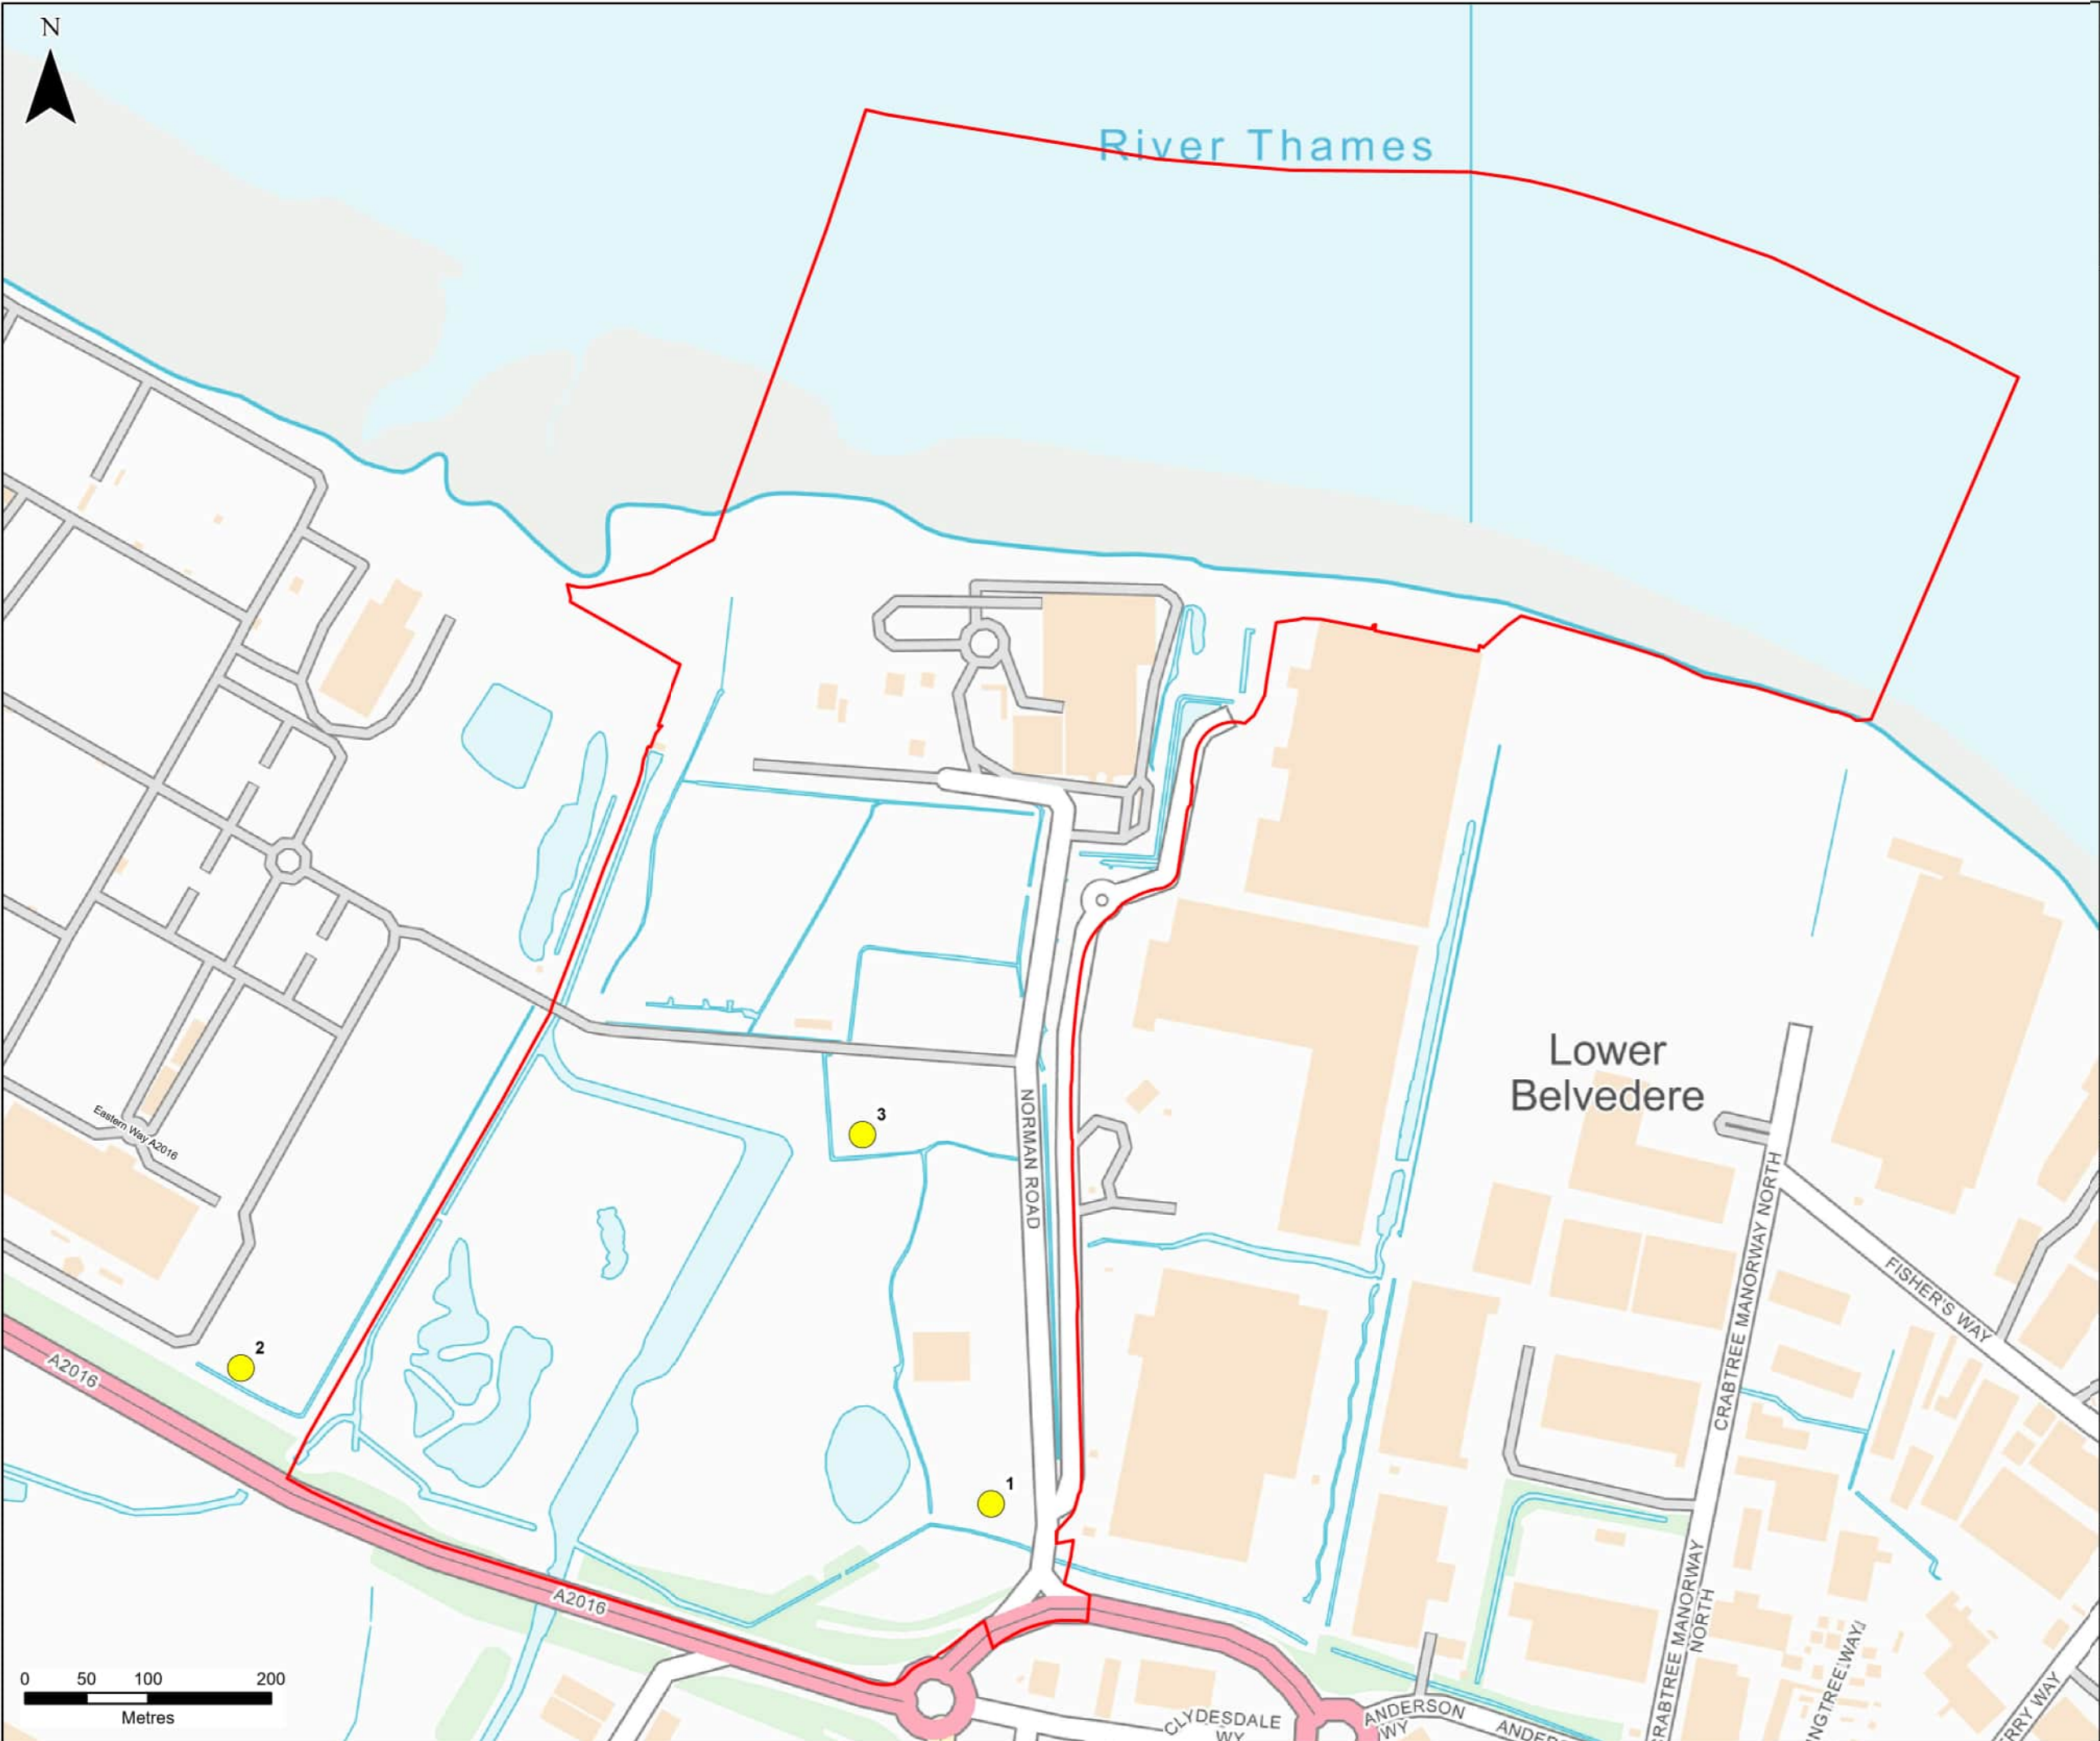 N
River Thames
Lower
Belvedere
Eastern Way A2016
3
NORMAN ROAD
2
A2016
1
A2016
CRABTREE MANORWAY NORTH
FISHER'S WAY
CRABTREE MANORWAY
NORTH
0 50 100 200
Metres
CLYDESDALE
WY
ANDERSON
WY